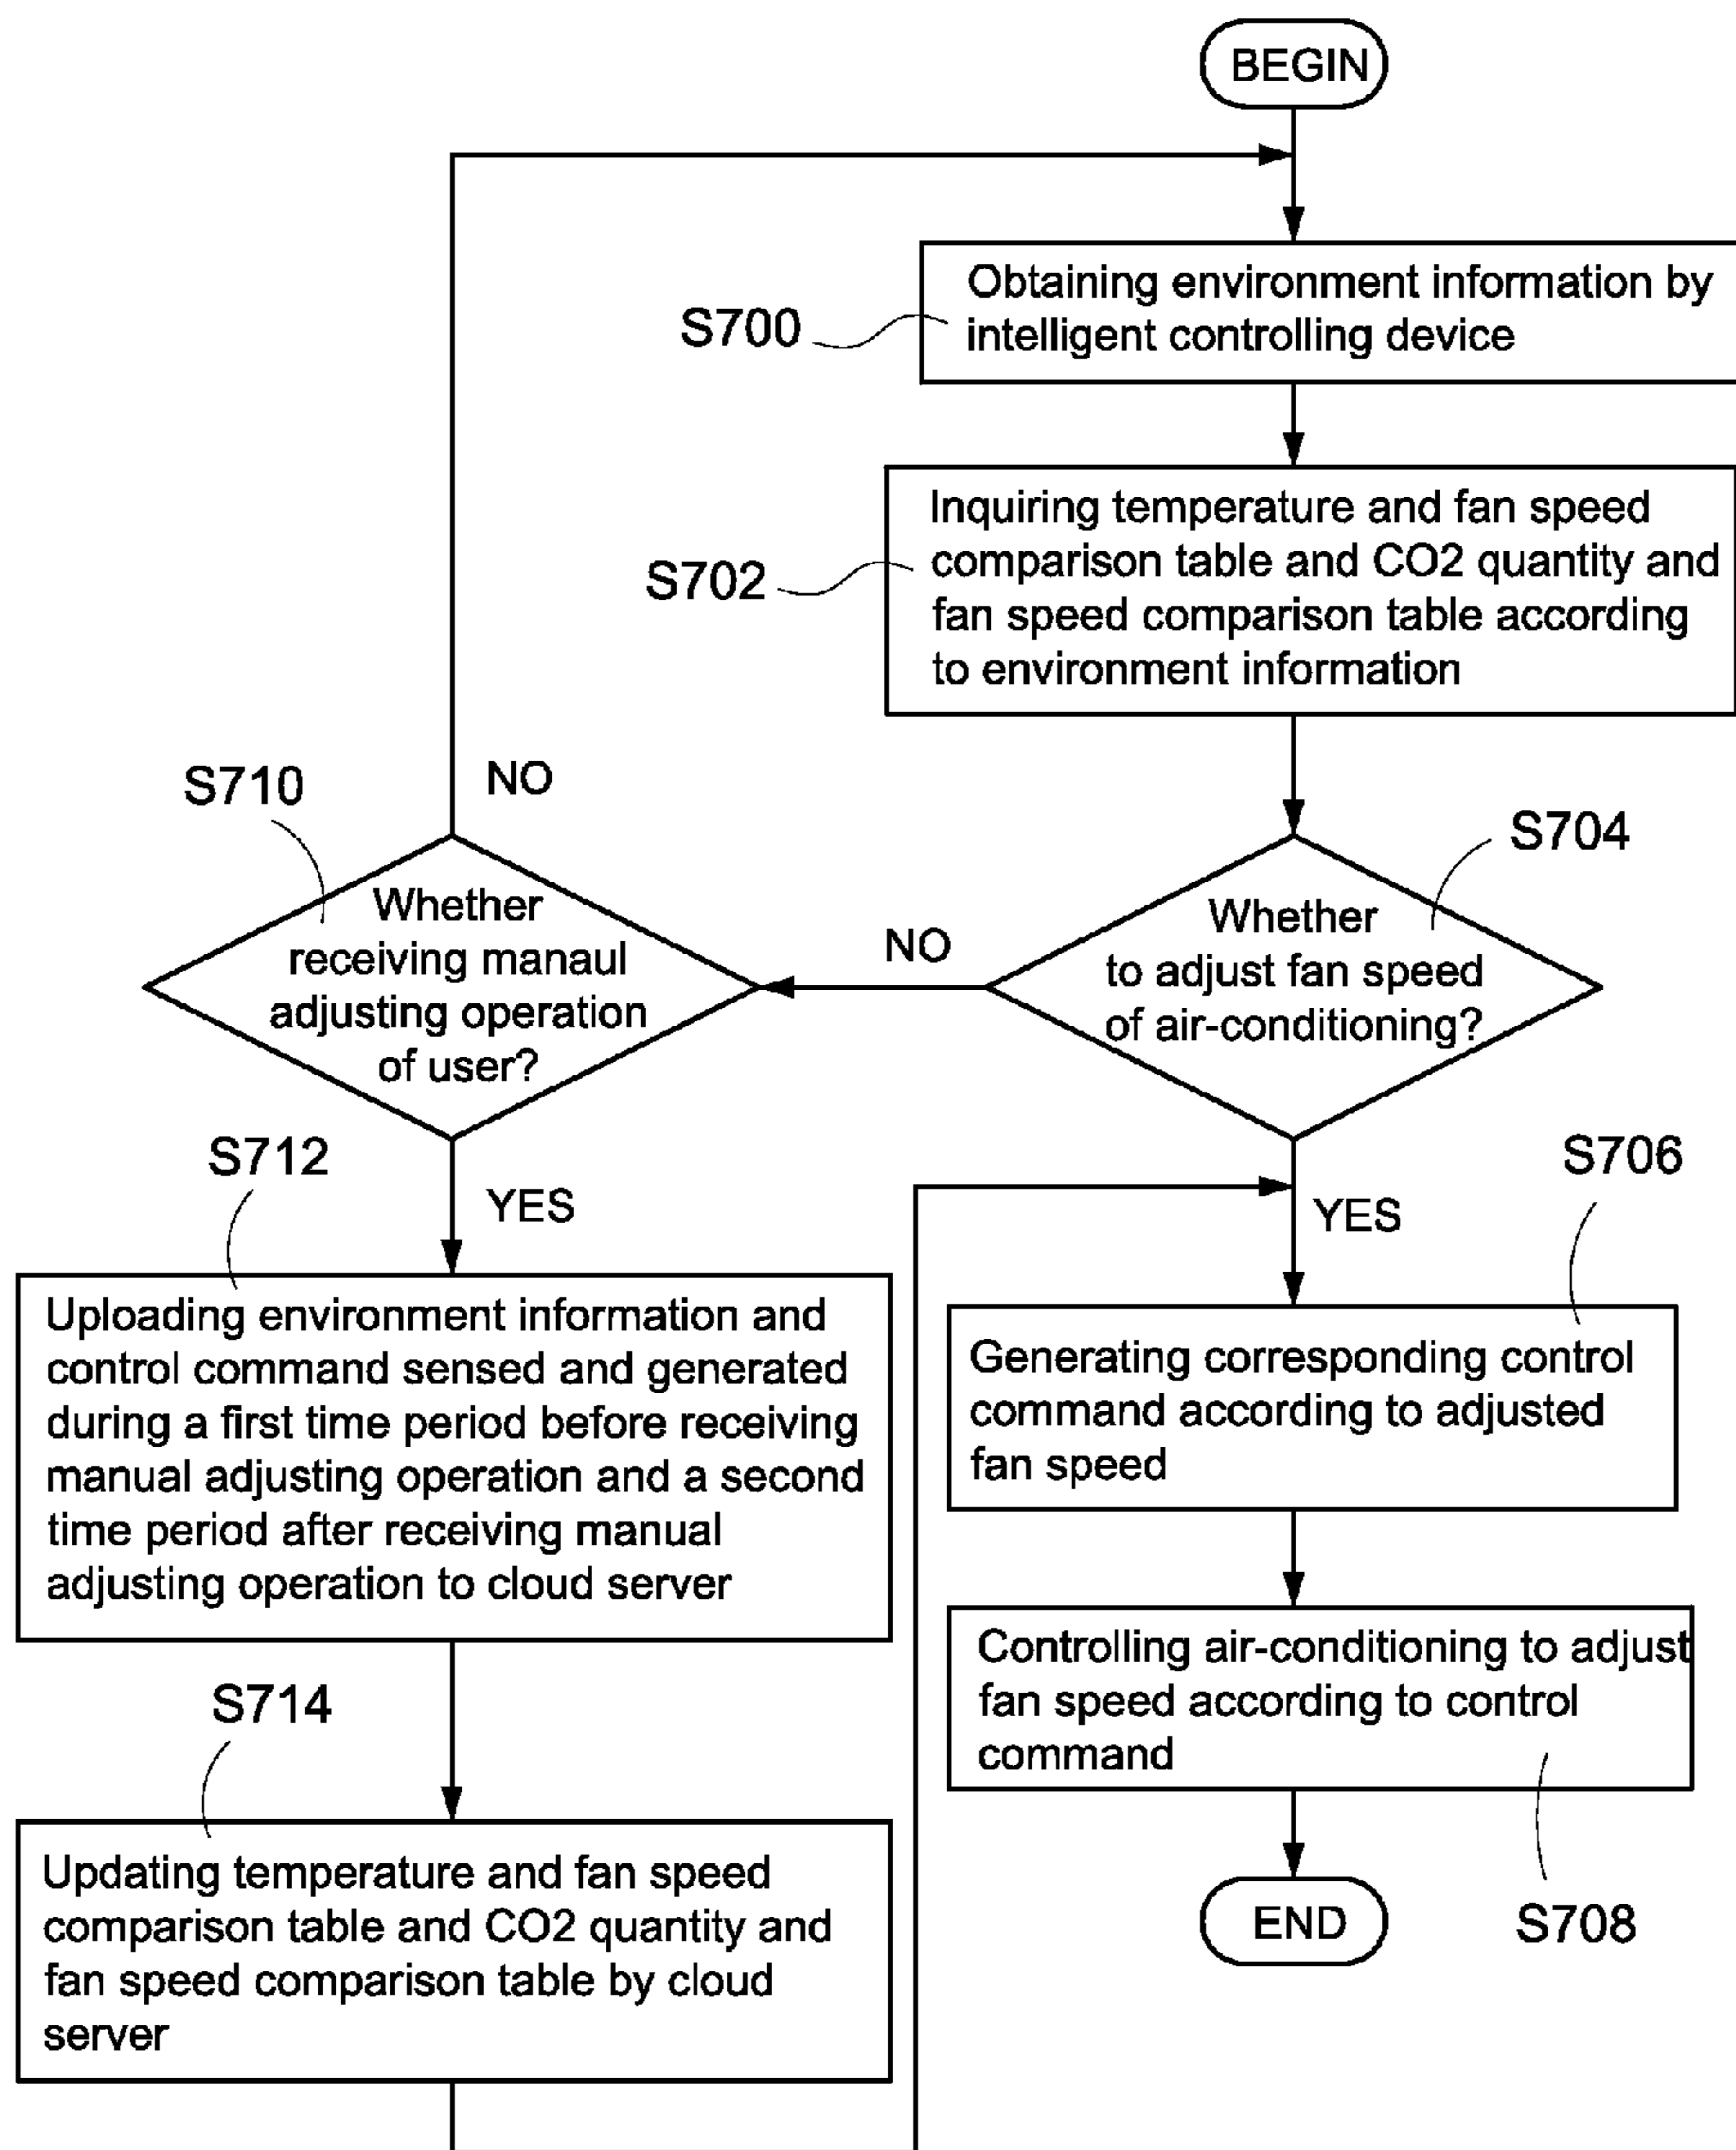 BEGIN
S700
Obtaining environment information by
intelligent controlling device
S702
Inquiring temperature and fan speed
comparison table and CO2 quantity and
fan speed comparison table according
to environment information
S704
Whether
to adjust fan speed
of air-conditioning?
NO
YES
S706
Generating corresponding control
command according to adjusted
fan speed
Controlling air-conditioning to adjust
fan speed according to control
command
S708
END
S710
NO
Whether
receiving manaul
adjusting operation
of user?
YES
S712
Uploading environment information and
control command sensed and generated
during a first time period before receiving
manual adjusting operation and a second
time period after receiving manual
adjusting operation to cloud server
S714
Updating temperature and fan speed
comparison table and CO2 quantity and
fan speed comparison table by cloud
server